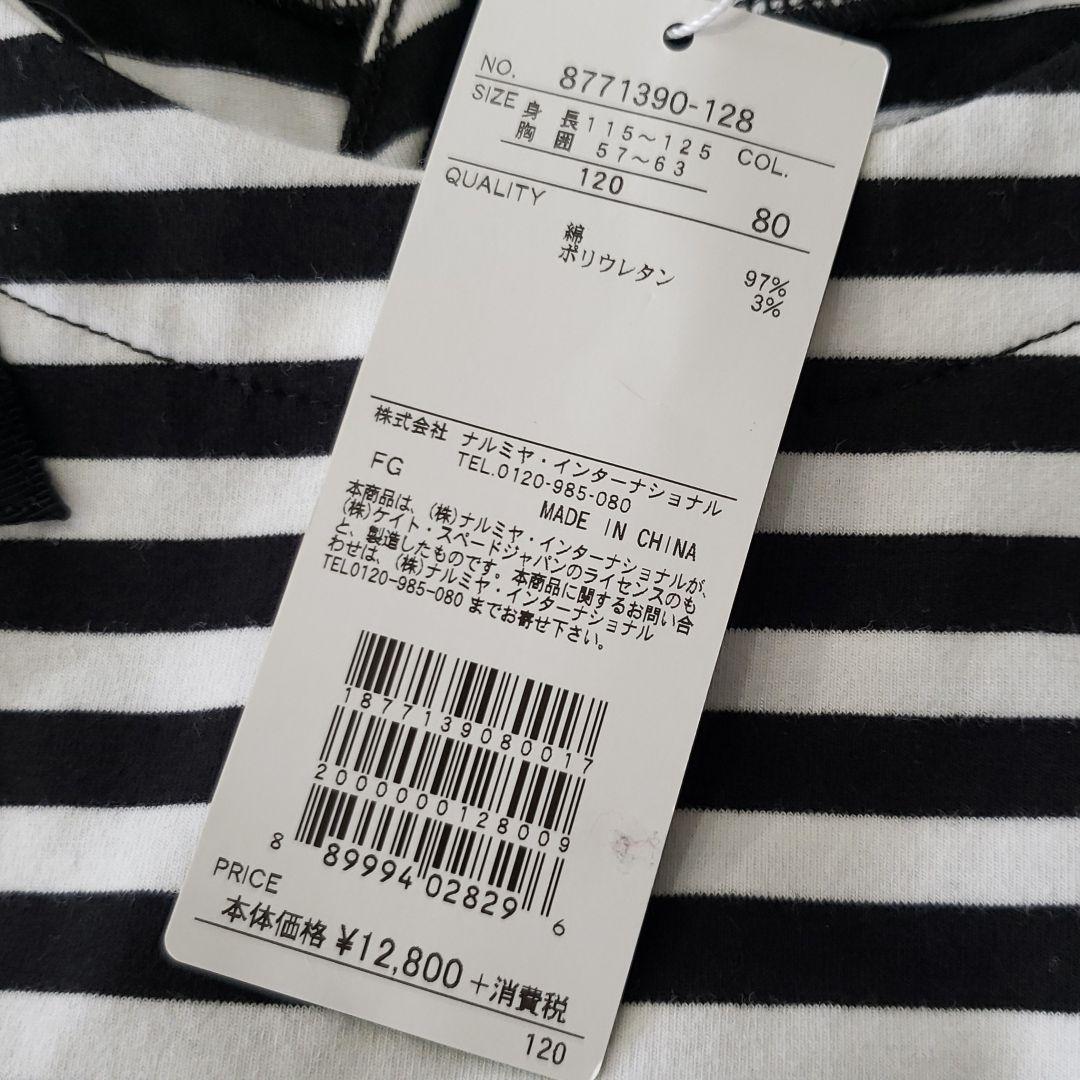 NO. 8771390-128
SIZE 身長 115～125 COL.
胸囲 57～63
120 80
QUALITY
綿 97%
ポリウレタン 3%
株式会社 ナルミヤ・インターナショナル
TEL.0120-985-080
FG MADE IN CHINA
本商品は、(株)ナルミヤ・インターナショナルが、
(株)ケイト・スペードジャパンのライセンスのも
と、製造したものです。本商品に関するお問い合
わせは、(株)ナルミヤ・インターナショナル
TEL0120-985-080 までお寄せ下さい。
1877139080017
2000000128009
8 89994 02829 6
PRICE
本体価格 ¥12,800 +消費税
120